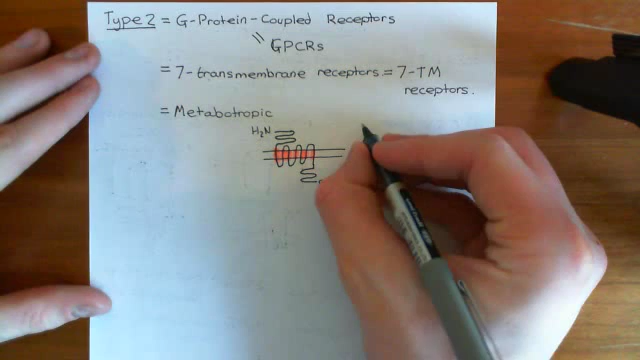 Type 2 = G-Protein-Coupled Receptors
= GPCRs
= 7-transmembrane receptors = 7-TM
receptors.
= Metabotropic
H₂N